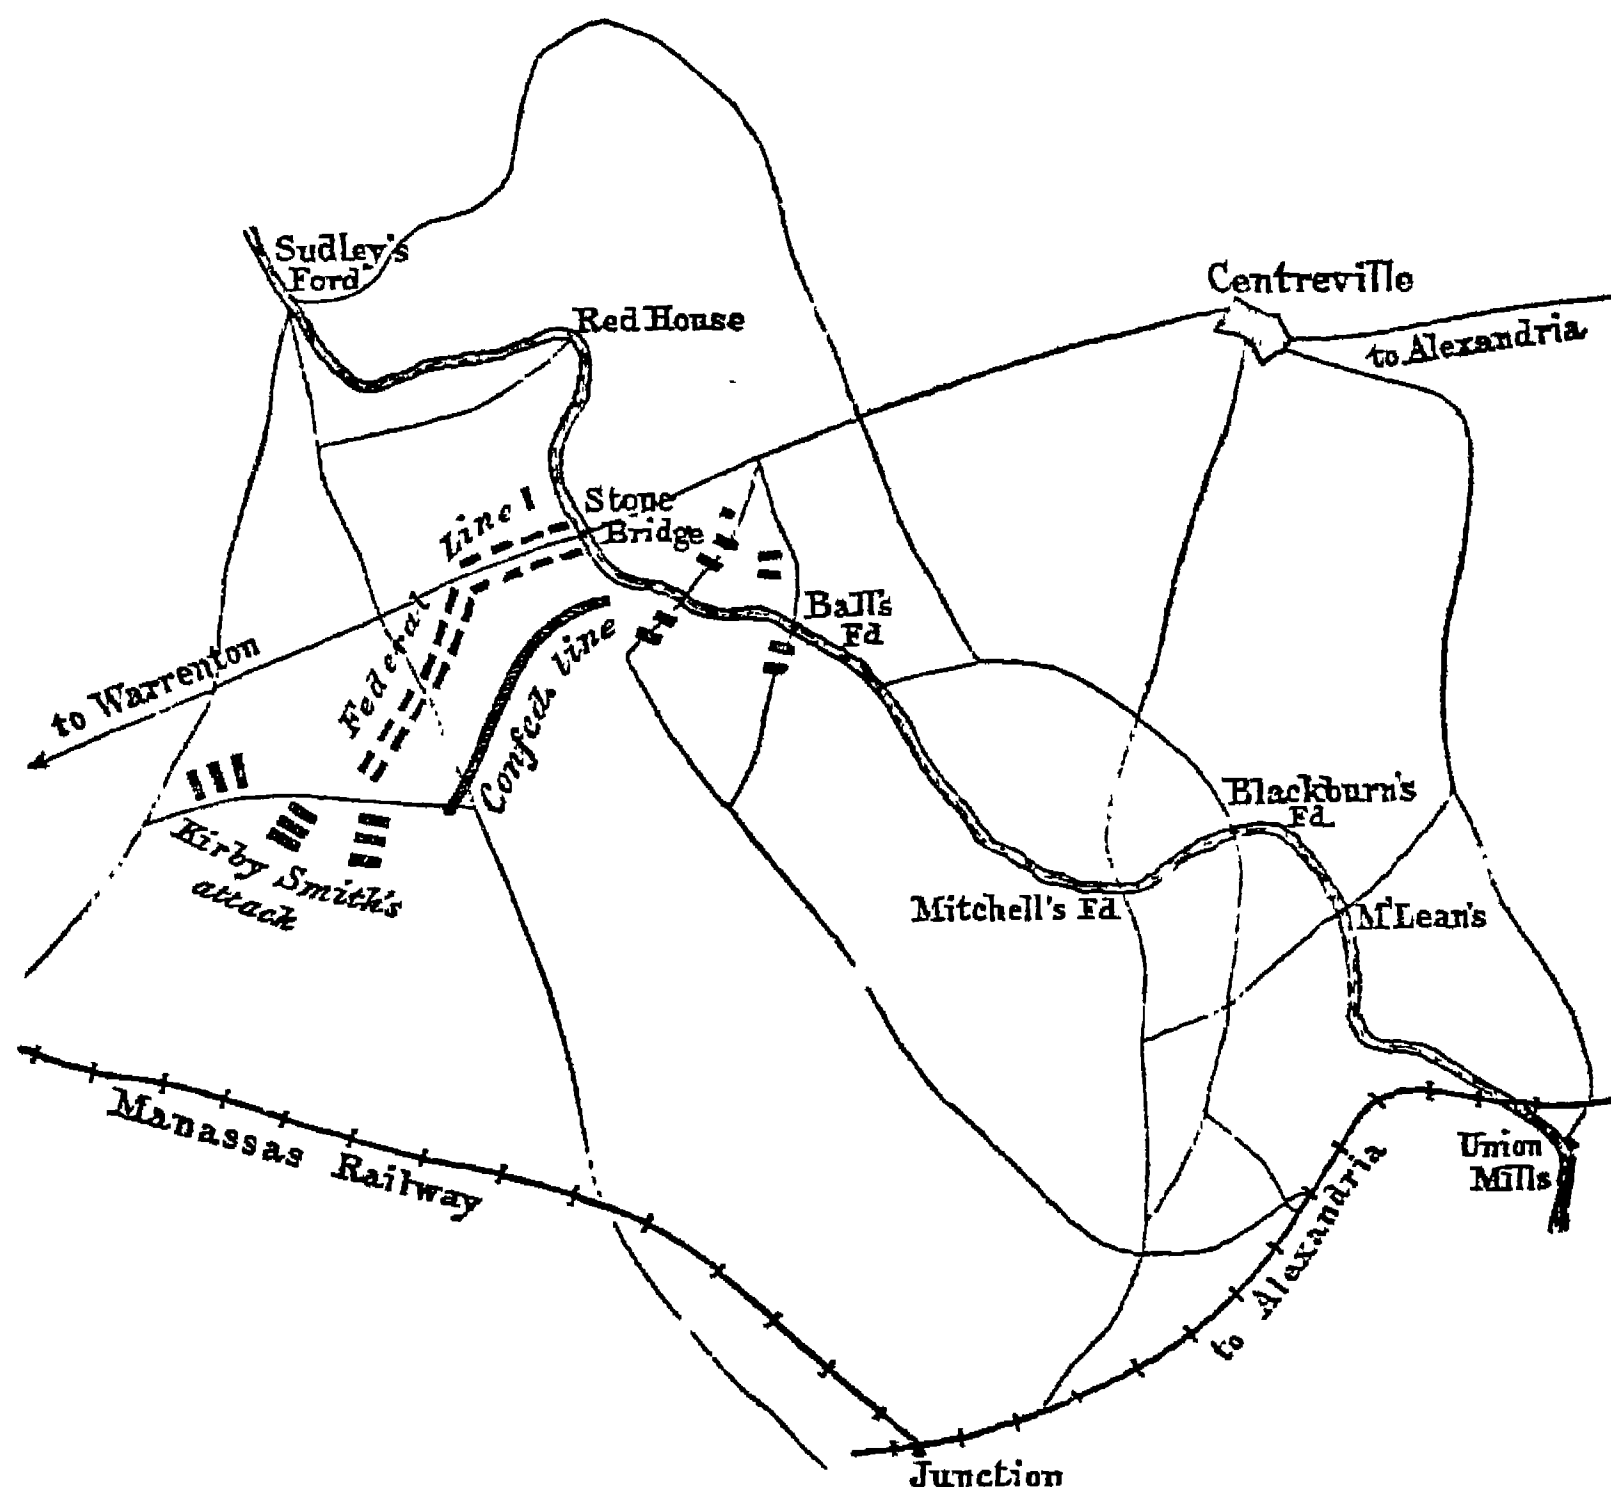 Sudley's
Ford
Red House
Centreville
to Alexandria
Stone
Bridge
Federal Line
Ball's
Fd
to Warrenton
Confed. line
Kirby Smith's
attack
Blackburn's
Fd.
Mitchell's Fd
McLean's
Manassas Railway
Union
Mills
to Alexandria
Junction